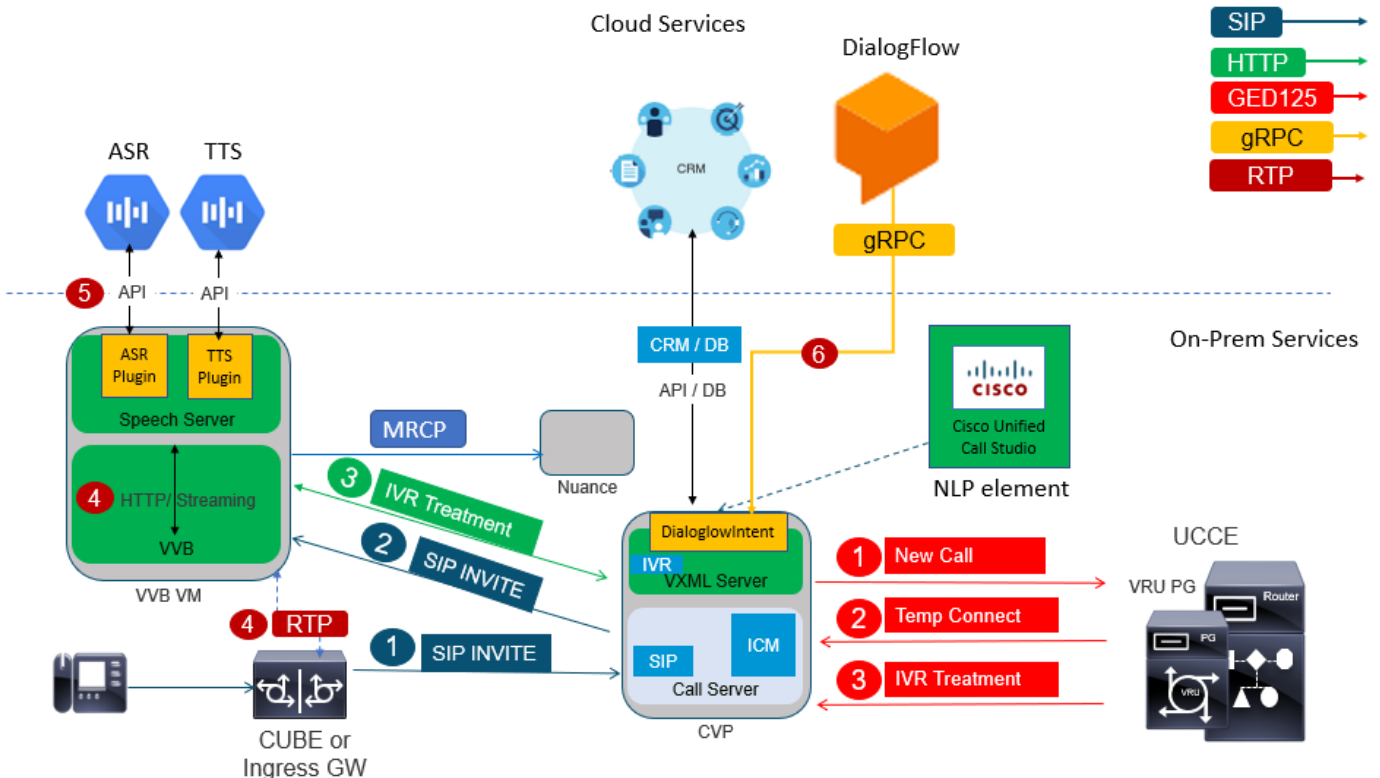 Cloud Services
DialogFlow
SIP
HTTP
GED125
gRPC
RTP
ASR
TTS
CRM
gRPC
5
API
API
On-Prem Services
ASR
Plugin
TTS
Plugin
Speech Server
CRM / DB
6
API / DB
CISCO
Cisco Unified
Call Studio
NLP element
MRCP
Nuance
4
HTTP/ Streaming
VVB
VVB VM
3
IVR Treatment
2
SIP INVITE
DialoglowIntent
IVR
VXML Server
1
New Call
UCCE
VRU PG
Router
2
Temp Connect
PG
VRU
4
RTP
1
SIP INVITE
SIP
ICM
Call Server
CVP
3
IVR Treatment
CUBE or
Ingress GW